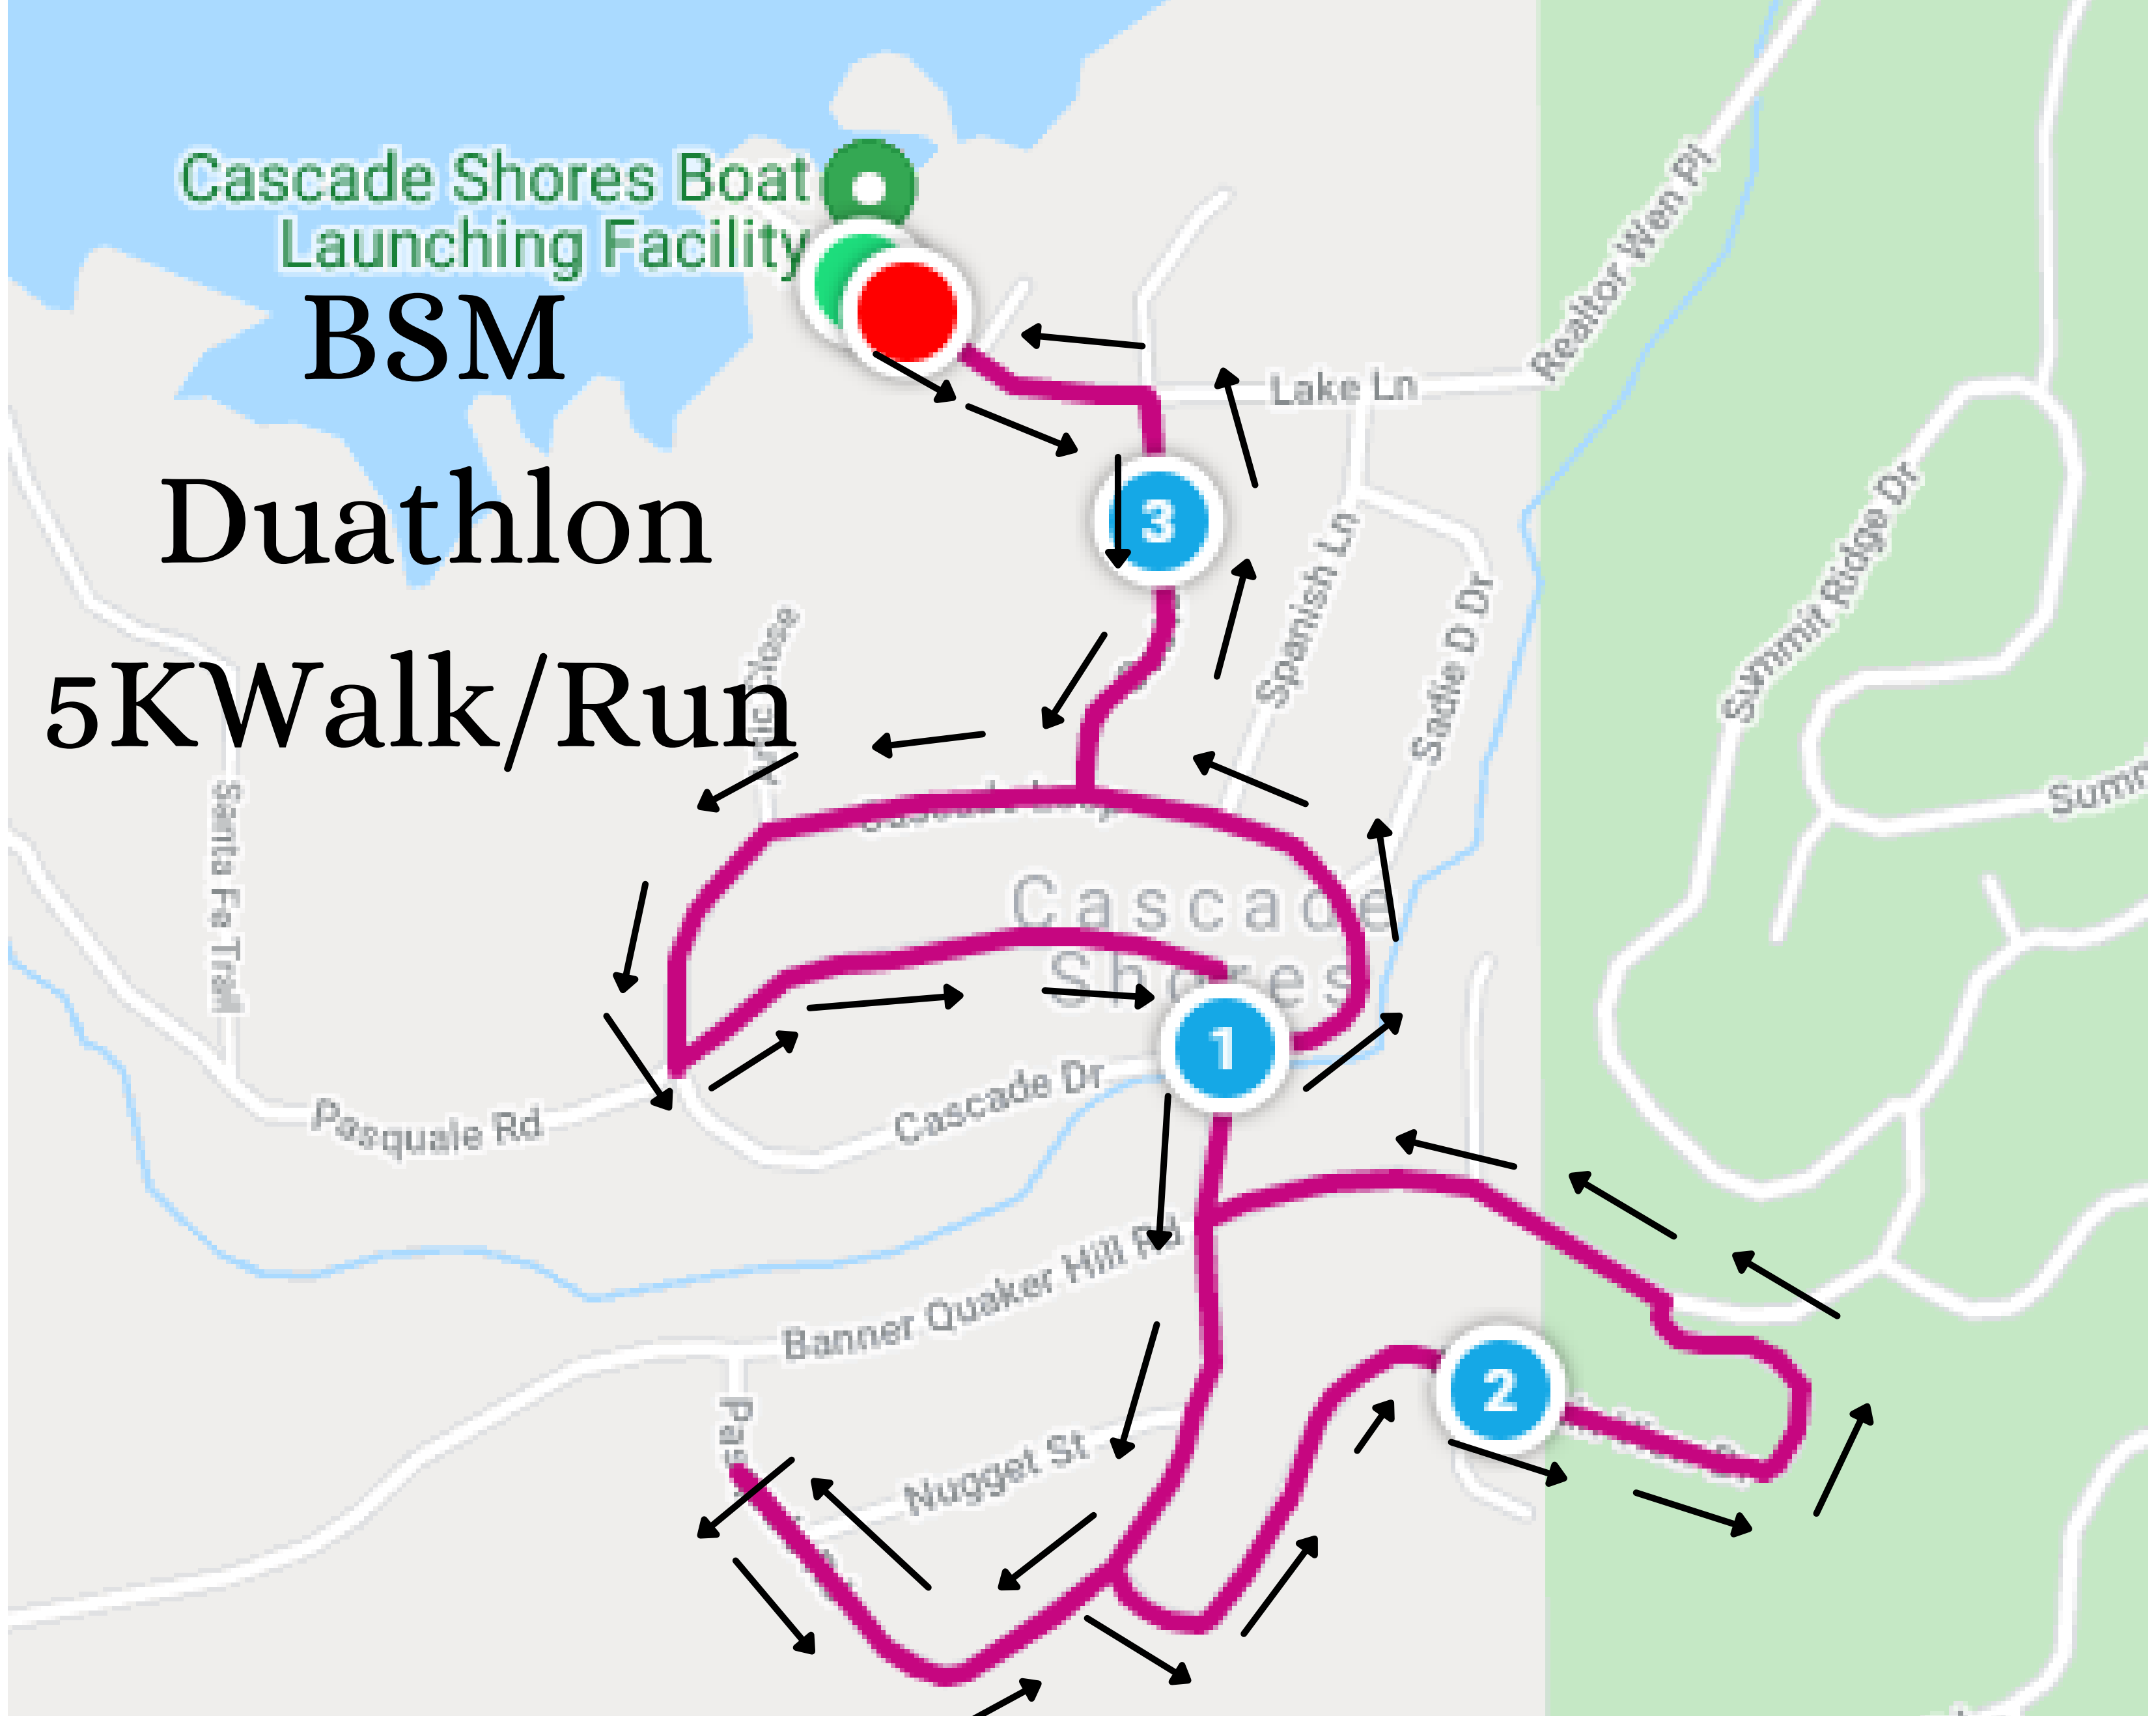 Cascade Shores Boat
Launching Facility
BSM
Duathlon
5KWalk/Run
Realtor Wen Pl
Lake Ln
3
Spanish Ln
Sadie D Dr
Summit Ridge Dr
Santa Fe Trail
Cascade
Shores
1
Pasquale Rd
Cascade Dr
Banner Quaker Hill Rd
2
Nugget St